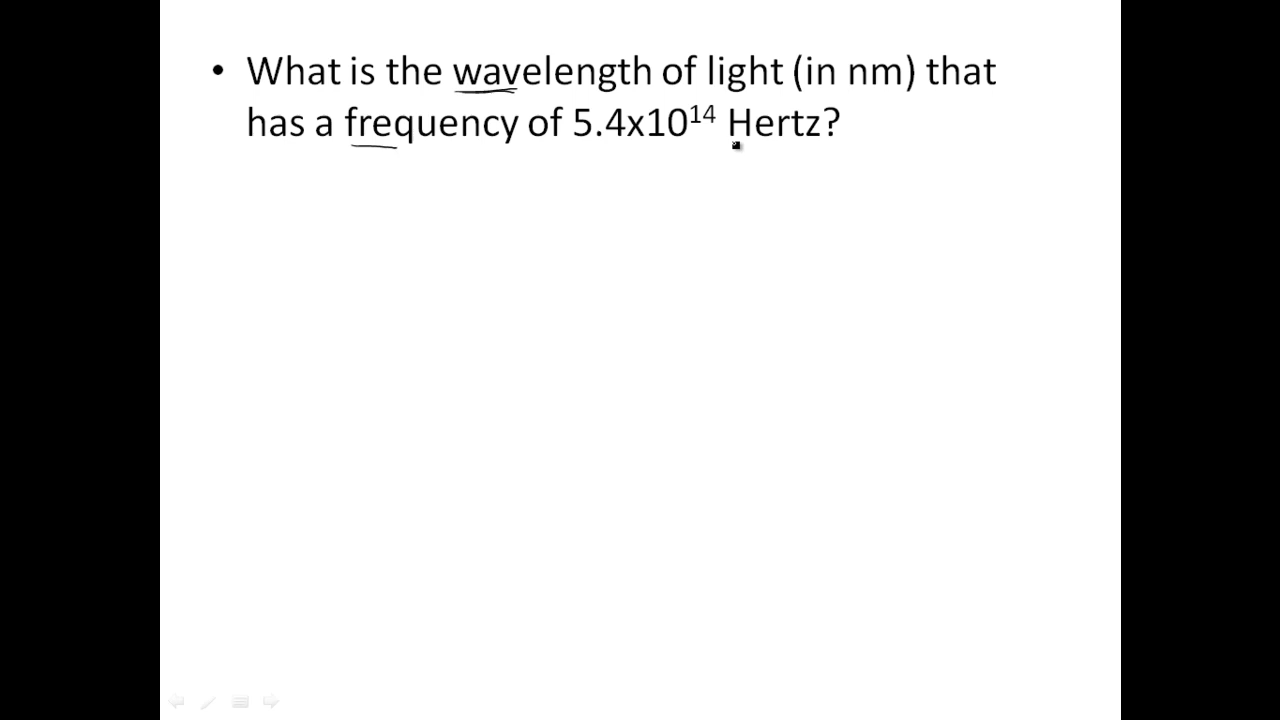 • What is the wavelength of light (in nm) that
has a frequency of 5.4x10¹⁴ Hertz?